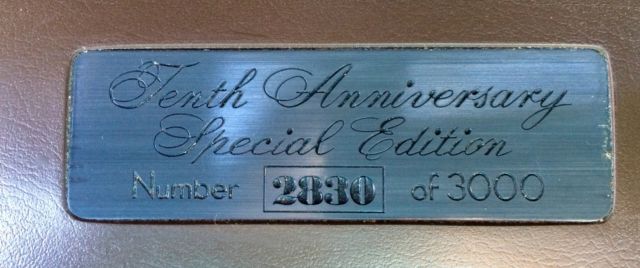 Tenth Anniversary
Special Edition
Number 2830 of 3000